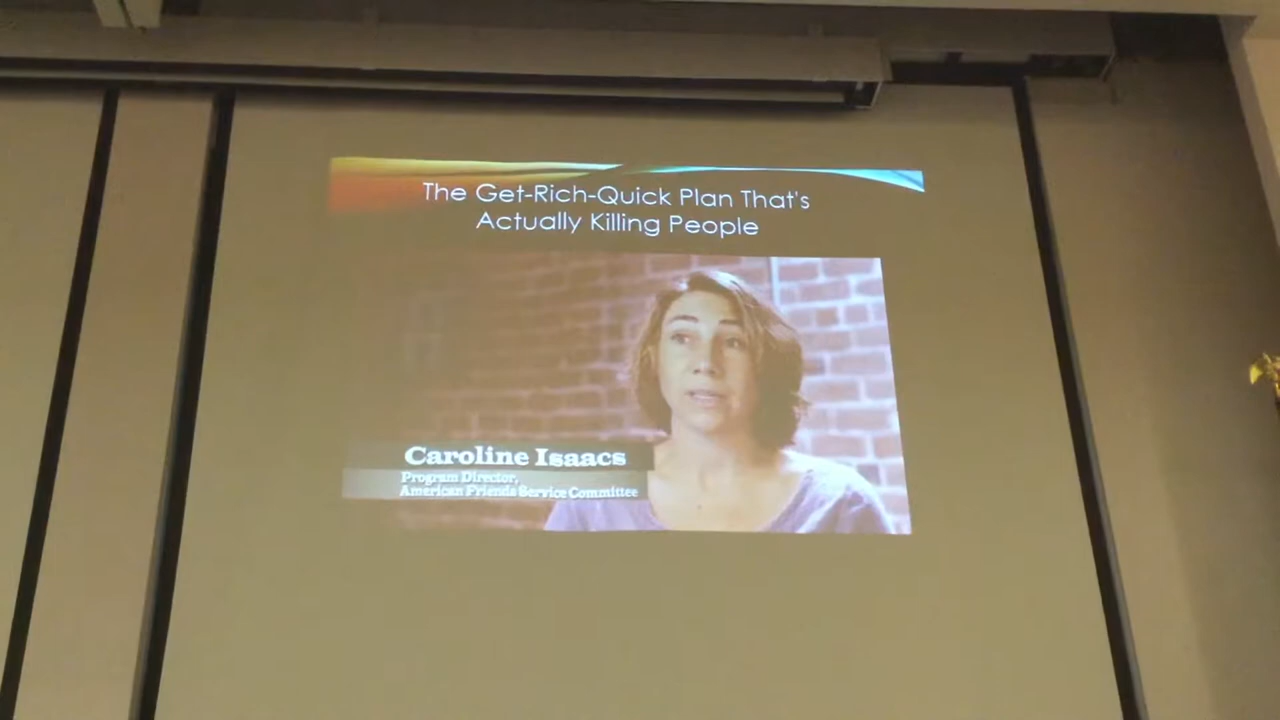 The Get-Rich-Quick Plan That's
Actually Killing People
Caroline Isaacs
Program Director,
American Friends Service Committee